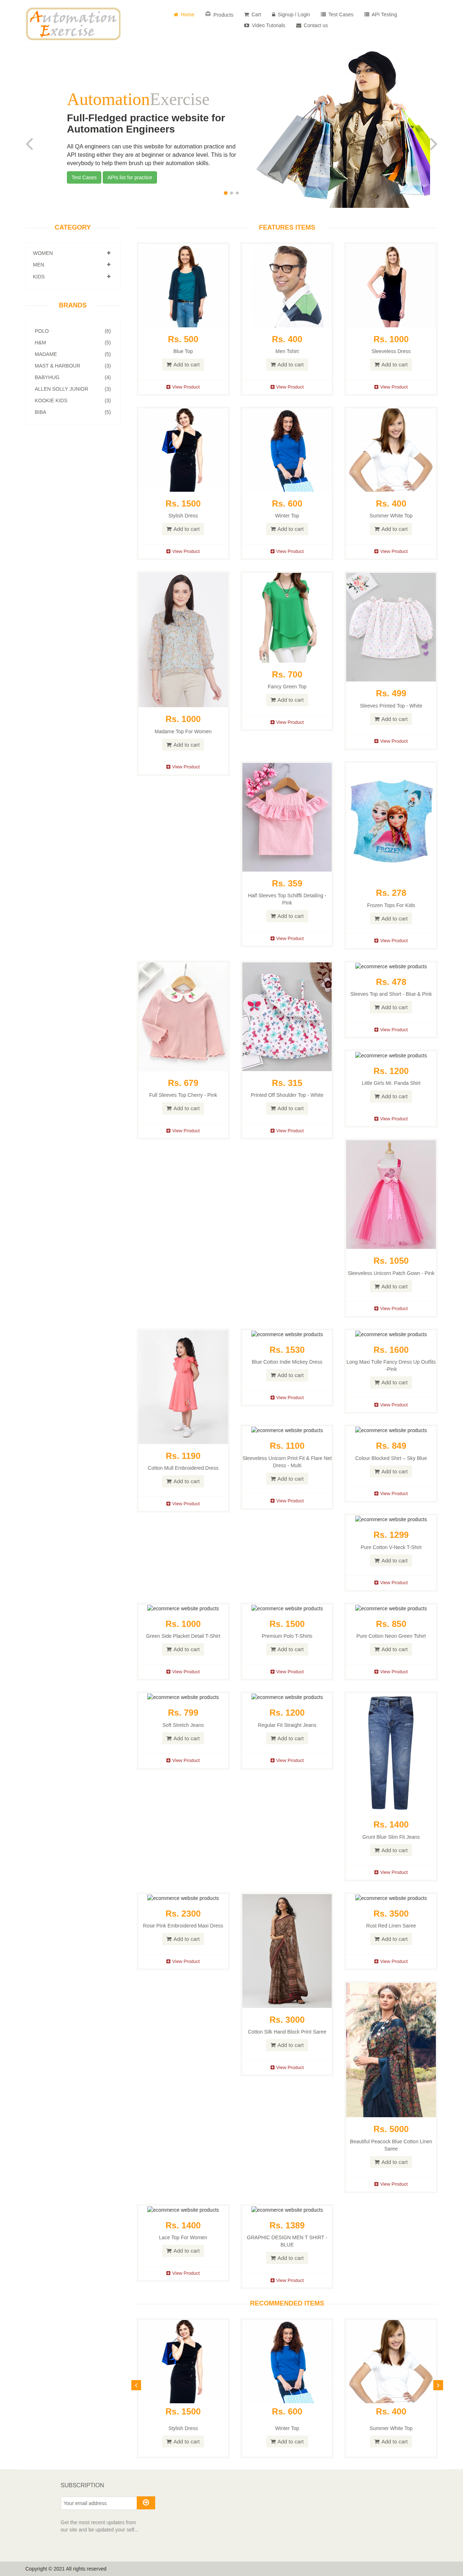 Automation
Exercise
Home
Products
Cart
Signup / Login
Test Cases
API Testing
Video Tutorials
Contact us
AutomationExercise
Full-Fledged practice website for
Automation Engineers
All QA engineers can use this website for automation practice and
API testing either they are at beginner or advance level. This is for
everybody to help them brush up their automation skills.
Test Cases
APIs list for practice
CATEGORY
WOMEN
MEN
KIDS
BRANDS
POLO (6)
H&M (5)
MADAME (5)
MAST & HARBOUR (3)
BABYHUG (4)
ALLEN SOLLY JUNIOR (3)
KOOKIE KIDS (3)
BIBA (5)
FEATURES ITEMS
Rs. 500
Blue Top
Add to cart
View Product
Rs. 400
Men Tshirt
Add to cart
View Product
Rs. 1000
Sleeveless Dress
Add to cart
View Product
Rs. 1500
Stylish Dress
Add to cart
View Product
Rs. 600
Winter Top
Add to cart
View Product
Rs. 400
Summer White Top
Add to cart
View Product
Rs. 1000
Madame Top For Women
Add to cart
View Product
Rs. 700
Fancy Green Top
Add to cart
View Product
Rs. 499
Sleeves Printed Top - White
Add to cart
View Product
Rs. 359
Half Sleeves Top Schiffli Detailing -
Pink
Add to cart
View Product
FROZEN
Rs. 278
Frozen Tops For Kids
Add to cart
View Product
Rs. 679
Full Sleeves Top Cherry - Pink
Add to cart
View Product
Rs. 315
Printed Off Shoulder Top - White
Add to cart
View Product
ecommerce website products
Rs. 478
Sleeves Top and Short - Blue & Pink
Add to cart
View Product
ecommerce website products
Rs. 1200
Little Girls Mr. Panda Shirt
Add to cart
View Product
Rs. 1050
Sleeveless Unicorn Patch Gown - Pink
Add to cart
View Product
Rs. 1190
Cotton Mull Embroidered Dress
Add to cart
View Product
ecommerce website products
Rs. 1530
Blue Cotton Indie Mickey Dress
Add to cart
View Product
ecommerce website products
Rs. 1600
Long Maxi Tulle Fancy Dress Up Outfits
-Pink
Add to cart
View Product
ecommerce website products
Rs. 1100
Sleeveless Unicorn Print Fit & Flare Net
Dress - Multi
Add to cart
View Product
ecommerce website products
Rs. 849
Colour Blocked Shirt – Sky Blue
Add to cart
View Product
ecommerce website products
Rs. 1299
Pure Cotton V-Neck T-Shirt
Add to cart
View Product
ecommerce website products
Rs. 1000
Green Side Placket Detail T-Shirt
Add to cart
View Product
ecommerce website products
Rs. 1500
Premium Polo T-Shirts
Add to cart
View Product
ecommerce website products
Rs. 850
Pure Cotton Neon Green Tshirt
Add to cart
View Product
ecommerce website products
Rs. 799
Soft Stretch Jeans
Add to cart
View Product
ecommerce website products
Rs. 1200
Regular Fit Straight Jeans
Add to cart
View Product
Rs. 1400
Grunt Blue Slim Fit Jeans
Add to cart
View Product
ecommerce website products
Rs. 2300
Rose Pink Embroidered Maxi Dress
Add to cart
View Product
Rs. 3000
Cotton Silk Hand Block Print Saree
Add to cart
View Product
ecommerce website products
Rs. 3500
Rust Red Linen Saree
Add to cart
View Product
Rs. 5000
Beautiful Peacock Blue Cotton Linen
Saree
Add to cart
View Product
ecommerce website products
Rs. 1400
Lace Top For Women
Add to cart
View Product
ecommerce website products
Rs. 1389
GRAPHIC DESIGN MEN T SHIRT -
BLUE
Add to cart
View Product
RECOMMENDED ITEMS
Rs. 1500
Stylish Dress
Add to cart
Rs. 600
Winter Top
Add to cart
Rs. 400
Summer White Top
Add to cart
SUBSCRIPTION
Your email address
Get the most recent updates from
our site and be updated your self...
Copyright © 2021 All rights reserved